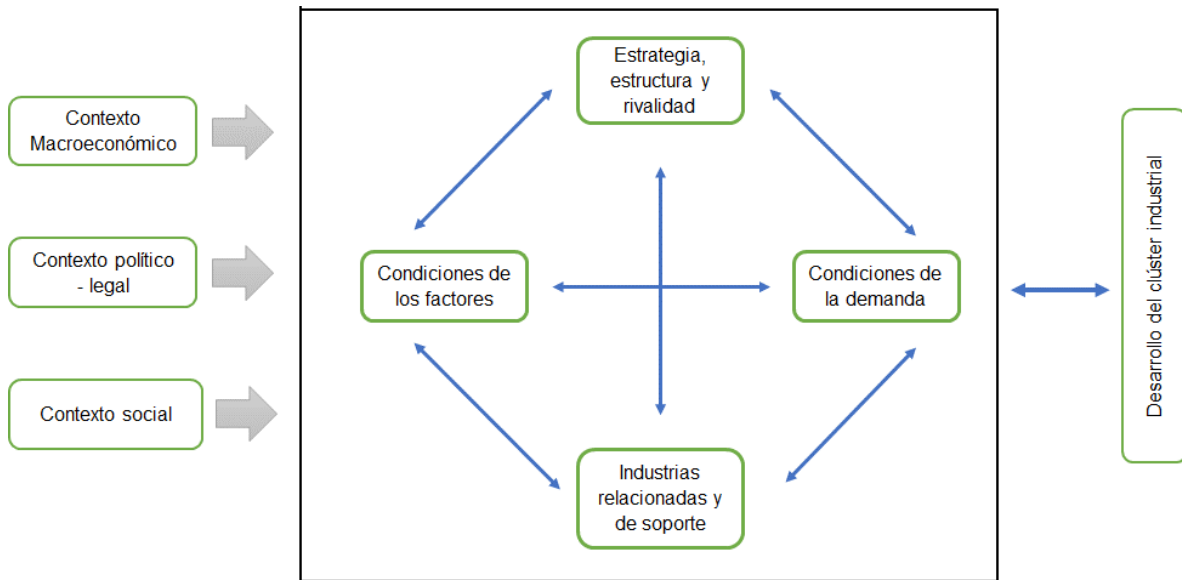 Contexto
Macroeconómico
Contexto político
- legal
Contexto social
Estrategia,
estructura y
rivalidad
Condiciones de
los factores
Condiciones de
la demanda
Industrias
relacionadas y
de soporte
Desarrollo del clúster industrial